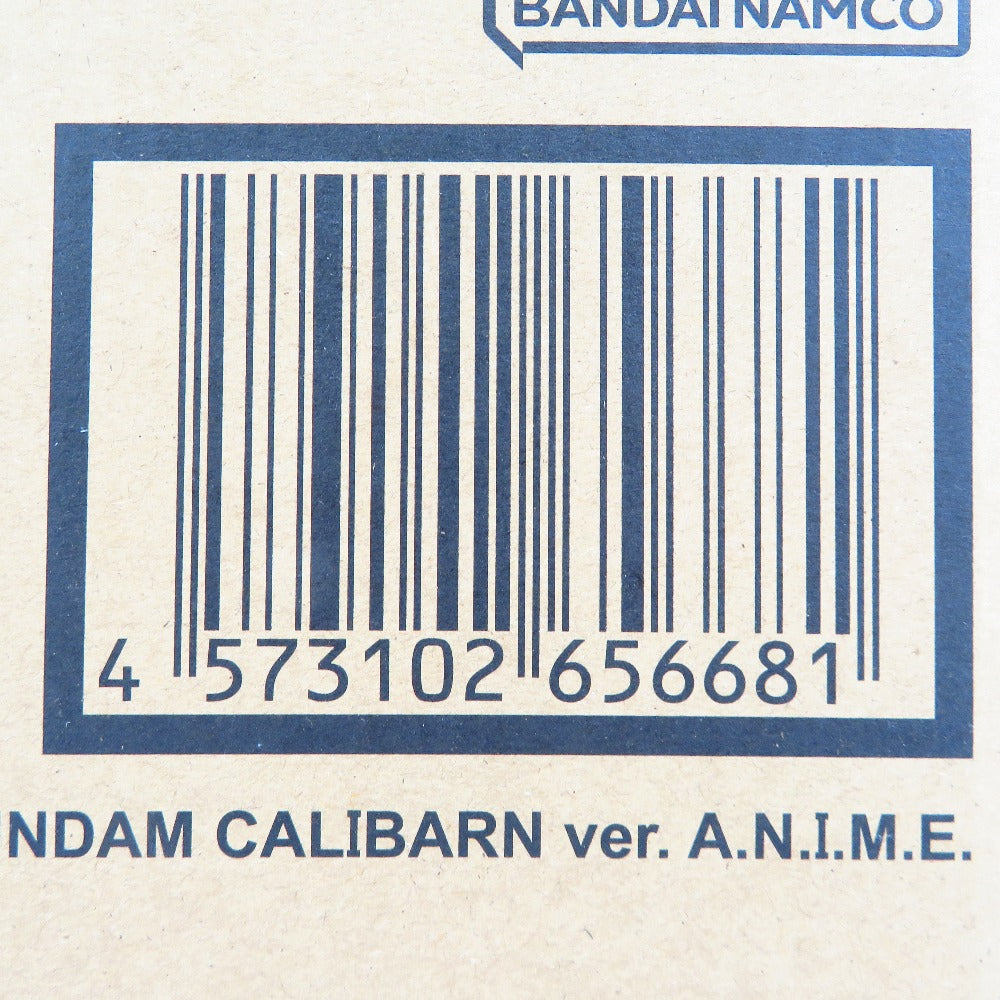 BANDAI NAMCO
4 573102 656681
NDAM CALIBARN ver. A.N.I.M.E.